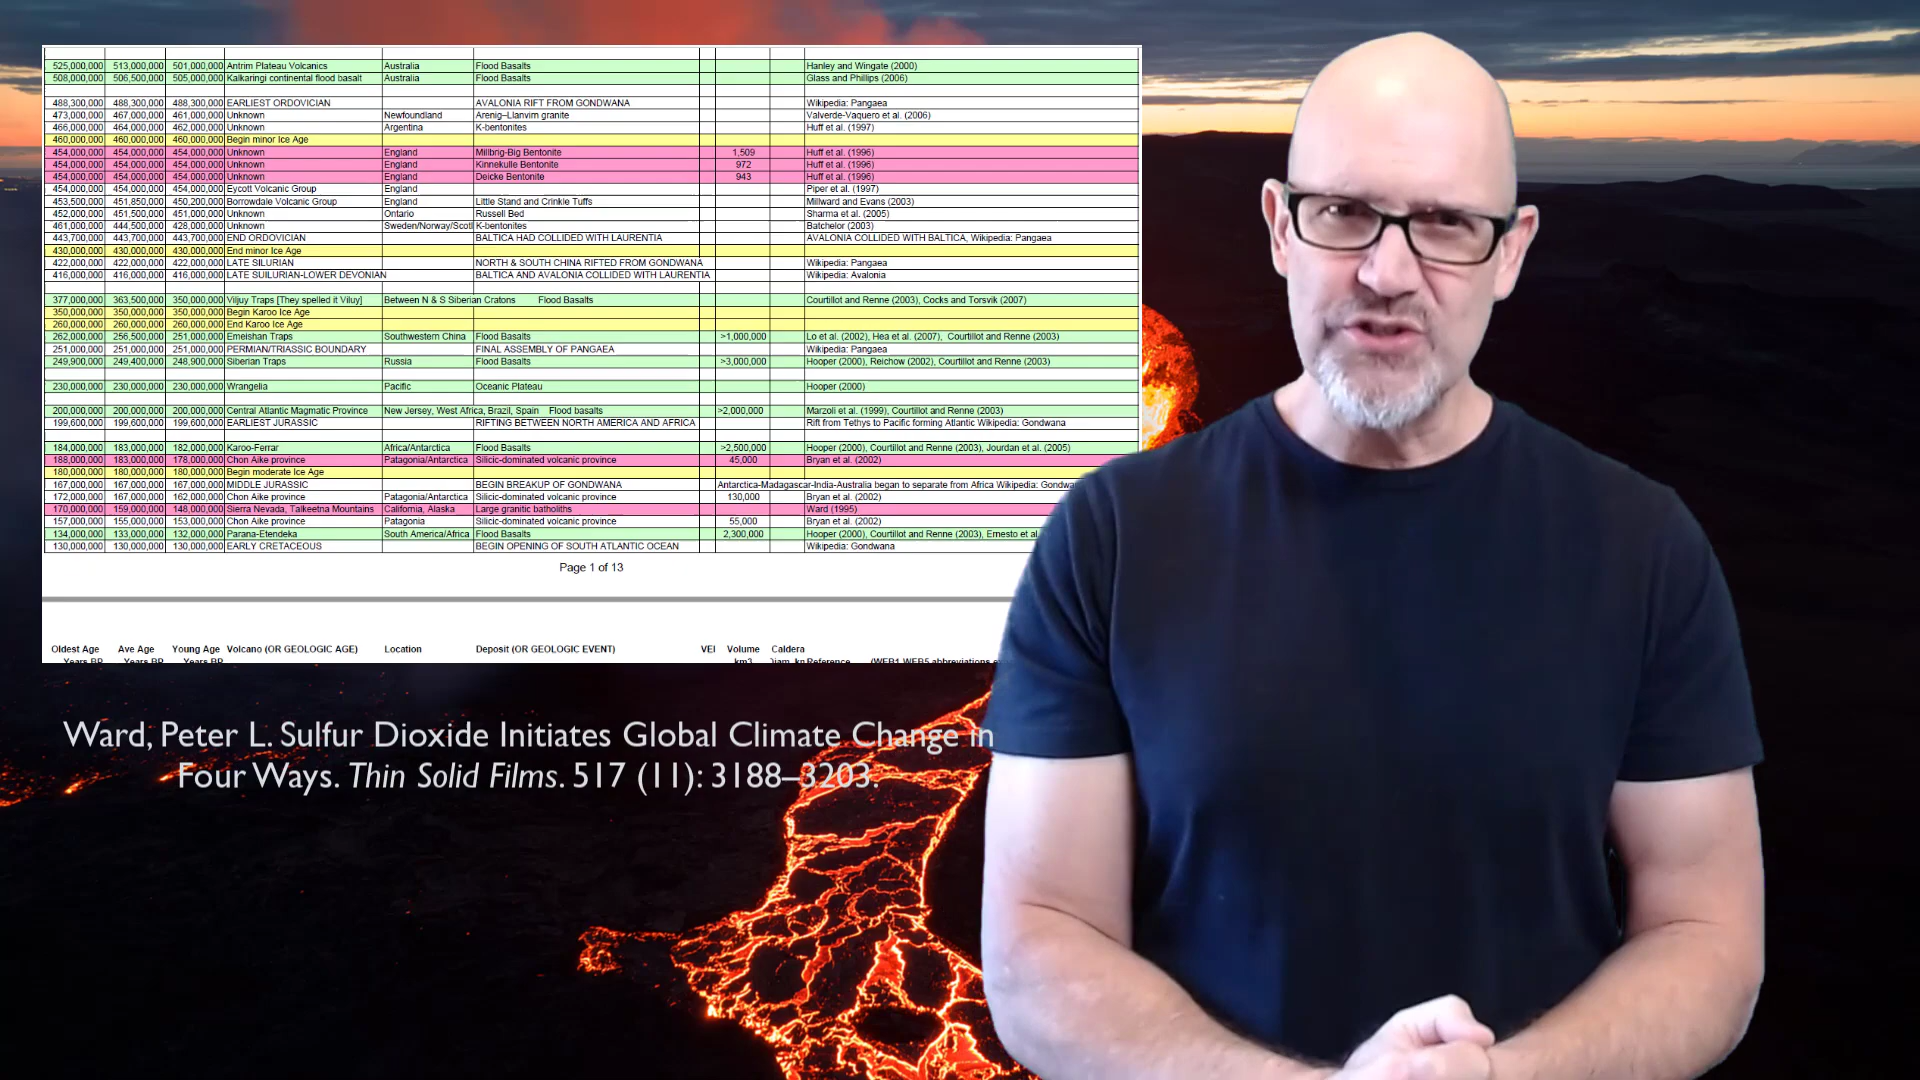 525,000,000 513,000,000 501,000,000 Antrim Plateau Volcanics Australia Flood Basalts Hanley and Wingate (2000)
508,000,000 506,500,000 505,000,000 Kalkaringi continental flood basalt Australia Flood Basalts Glass and Phillips (2006)
488,300,000 488,300,000 488,300,000 EARLIEST ORDOVICIAN AVALONIA RIFT FROM GONDWANA Wikipedia: Pangaea
473,000,000 467,000,000 461,000,000 Unknown Newfoundland Arenig–Llanvirn granite Valverde-Vaquero et al. (2006)
466,000,000 464,000,000 462,000,000 Unknown Argentina K-bentonites Huff et al. (1997)
460,000,000 460,000,000 460,000,000 Begin minor Ice Age
454,000,000 454,000,000 454,000,000 Unknown England Millbrig-Big Bentonite 1,509 Huff et al. (1996)
454,000,000 454,000,000 454,000,000 Unknown England Kinnekulle Bentonite 972 Huff et al. (1996)
454,000,000 454,000,000 454,000,000 Unknown England Deicke Bentonite 943 Huff et al. (1996)
454,000,000 454,000,000 454,000,000 Eycott Volcanic Group England Piper et al. (1997)
453,500,000 451,850,000 450,200,000 Borrowdale Volcanic Group England Little Stand and Crinkle Tuffs Millward and Evans (2003)
452,000,000 451,500,000 451,000,000 Unknown Ontario Russell Bed Sharma et al. (2005)
461,000,000 444,500,000 428,000,000 Unknown Sweden/Norway/Scotl K-bentonites Batchelor (2003)
443,700,000 443,700,000 443,700,000 END ORDOVICIAN BALTICA HAD COLLIDED WITH LAURENTIA AVALONIA COLLIDED WITH BALTICA, Wikipedia: Pangaea
430,000,000 430,000,000 430,000,000 End minor Ice Age
422,000,000 422,000,000 422,000,000 LATE SILURIAN NORTH & SOUTH CHINA RIFTED FROM GONDWANA Wikipedia: Pangaea
416,000,000 416,000,000 416,000,000 LATE SUILURIAN-LOWER DEVONIAN BALTICA AND AVALONIA COLLIDED WITH LAURENTIA Wikipedia: Avalonia
377,000,000 363,500,000 350,000,000 Viljuy Traps [They spelled it Viluy] Between N & S Siberian Cratons Flood Basalts Courtillot and Renne (2003), Cocks and Torsvik (2007)
350,000,000 350,000,000 350,000,000 Begin Karoo Ice Age
260,000,000 260,000,000 260,000,000 End Karoo Ice Age
262,000,000 256,500,000 251,000,000 Emeishan Traps Southwestern China Flood Basalts >1,000,000 Lo et al. (2002), Hea et al. (2007), Courtillot and Renne (2003)
251,000,000 251,000,000 251,000,000 PERMIAN/TRIASSIC BOUNDARY FINAL ASSEMBLY OF PANGAEA Wikipedia: Pangaea
249,900,000 249,400,000 248,900,000 Siberian Traps Russia Flood Basalts >3,000,000 Hooper (2000), Reichow (2002), Courtillot and Renne (2003)
230,000,000 230,000,000 230,000,000 Wrangelia Pacific Oceanic Plateau Hooper (2000)
200,000,000 200,000,000 200,000,000 Central Atlantic Magmatic Province New Jersey, West Africa, Brazil, Spain Flood basalts >2,000,000 Marzoli et al. (1999), Courtillot and Renne (2003)
199,600,000 199,600,000 199,600,000 EARLIEST JURASSIC RIFTING BETWEEN NORTH AMERICA AND AFRICA Rift from Tethys to Pacific forming Atlantic Wikipedia: Gondwana
184,000,000 183,000,000 182,000,000 Karoo-Ferrar Africa/Antarctica Flood Basalts >2,500,000 Hooper (2000), Courtillot and Renne (2003), Jourdan et al. (2005)
188,000,000 183,000,000 178,000,000 Chon Aike province Patagonia/Antarctica Silicic-dominated volcanic province 45,000 Bryan et al. (2002)
180,000,000 180,000,000 180,000,000 Begin moderate Ice Age
167,000,000 167,000,000 167,000,000 MIDDLE JURASSIC BEGIN BREAKUP OF GONDWANA Antarctica-Madagascar-India-Australia began to separate from Africa Wikipedia: Gondwa
172,000,000 167,000,000 162,000,000 Chon Aike province Patagonia/Antarctica Silicic-dominated volcanic province 130,000 Bryan et al. (2002)
170,000,000 159,000,000 148,000,000 Sierra Nevada, Talkeetna Mountains California, Alaska Large granitic batholiths Ward (1995)
157,000,000 155,000,000 153,000,000 Chon Aike province Patagonia Silicic-dominated volcanic province 55,000 Bryan et al. (2002)
134,000,000 133,000,000 132,000,000 Parana-Etendeka South America/Africa Flood Basalts 2,300,000 Hooper (2000), Courtillot and Renne (2003), Ernesto et al.
130,000,000 130,000,000 130,000,000 EARLY CRETACEOUS BEGIN OPENING OF SOUTH ATLANTIC OCEAN Wikipedia: Gondwana
Page 1 of 13
Oldest Age Ave Age Young Age Volcano (OR GEOLOGIC AGE) Location Deposit (OR GEOLOGIC EVENT) VEI Volume Caldera
Years BP Years BP Years BP km3 Diam. km Reference (WEB1 WEB5 abbreviations
Ward, Peter L. Sulfur Dioxide Initiates Global Climate Change in
Four Ways. Thin Solid Films. 517 (11): 3188–3203.